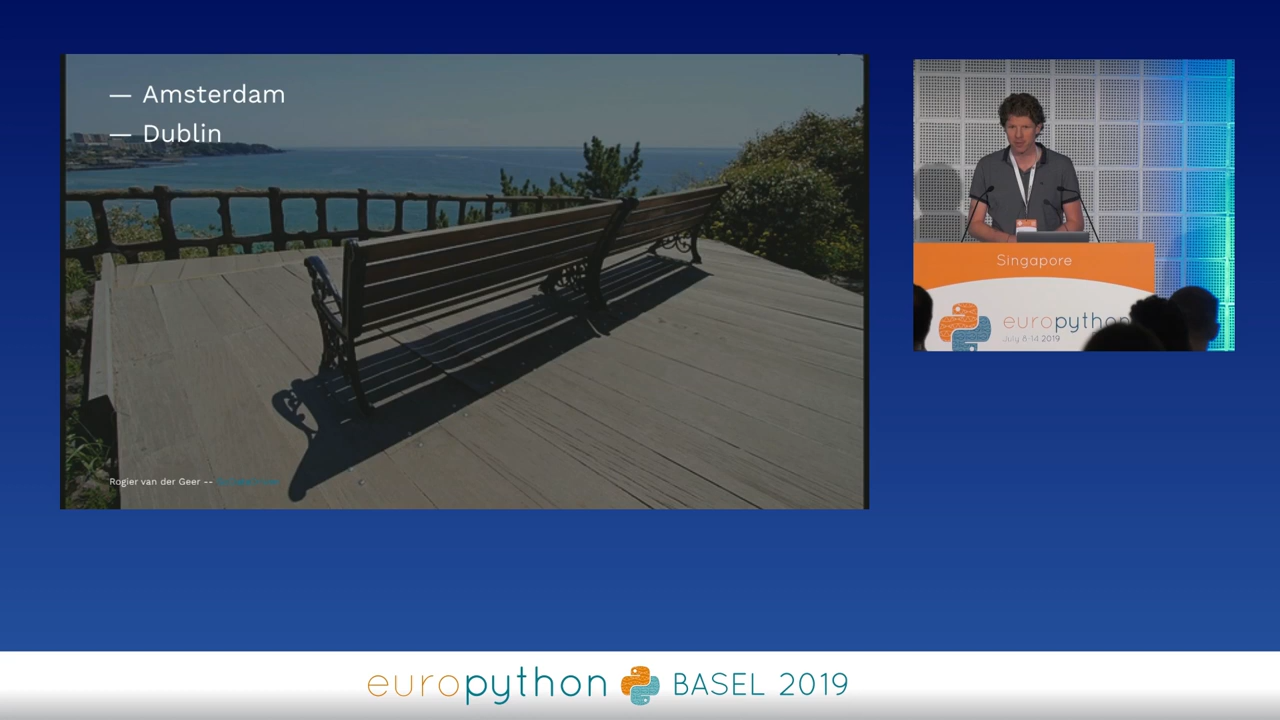 — Amsterdam
— Dublin
Rogier van der Geer --
Singapore
europython
July 8-14 2019
europython BASEL 2019